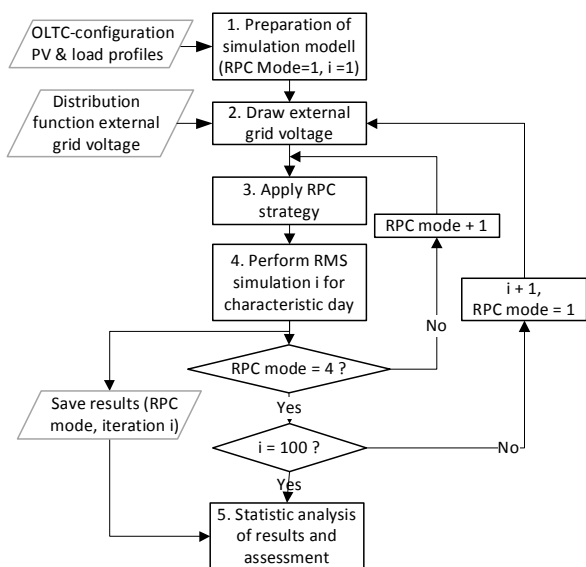 OLTC-configuration
PV & load profiles
1. Preparation of
simulation modell
(RPC Mode=1, i =1)
Distribution
function external
grid voltage
2. Draw external
grid voltage
3. Apply RPC
strategy
RPC mode + 1
4. Perform RMS
simulation i for
characteristic day
i + 1,
RPC mode = 1
No
RPC mode = 4 ?
Yes
Save results (RPC
mode, iteration i)
i = 100 ?
No
Yes
5. Statistic analysis
of results and
assessment